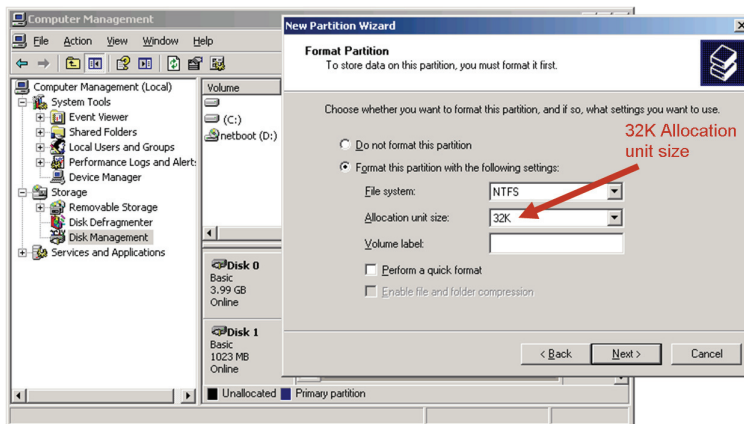 Computer Management
File Action View Window Help
Computer Management (Local)
System Tools
Event Viewer
Shared Folders
Local Users and Groups
Performance Logs and Alert:
Device Manager
Storage
Removable Storage
Disk Defragmenter
Disk Management
Services and Applications
Volume
(C:)
netboot (D:)
Disk 0
Basic
3.99 GB
Online
Disk 1
Basic
1023 MB
Online
Unallocated Primary partition
New Partition Wizard
Format Partition
To store data on this partition, you must format it first.
Choose whether you want to format this partition, and if so, what settings you want to use.
Do not format this partition
Format this partition with the following settings:
File system: NTFS
Allocation unit size: 32K
Volume label:
Perform a quick format
Enable file and folder compression
32K Allocation
unit size
< Back Next > Cancel